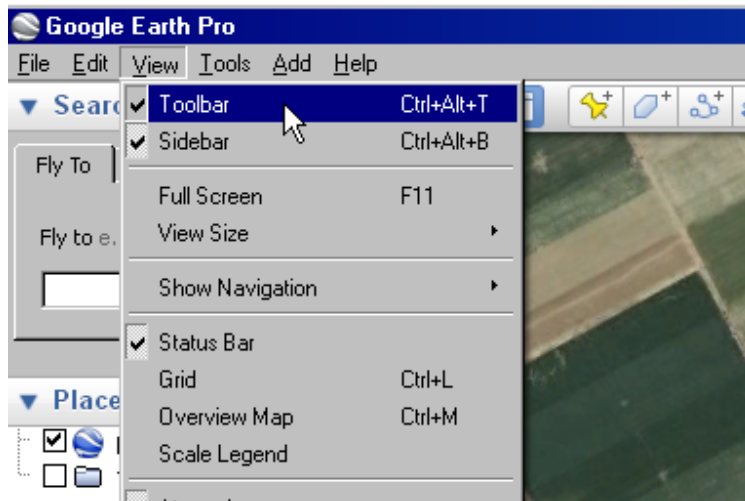 Google Earth Pro
File Edit View Tools Add Help
Toolbar Ctrl+Alt+T
Sidebar Ctrl+Alt+B
Fly To
Full Screen F11
Fly to e.
View Size
Show Navigation
Status Bar
Grid Ctrl+L
Overview Map Ctrl+M
Scale Legend